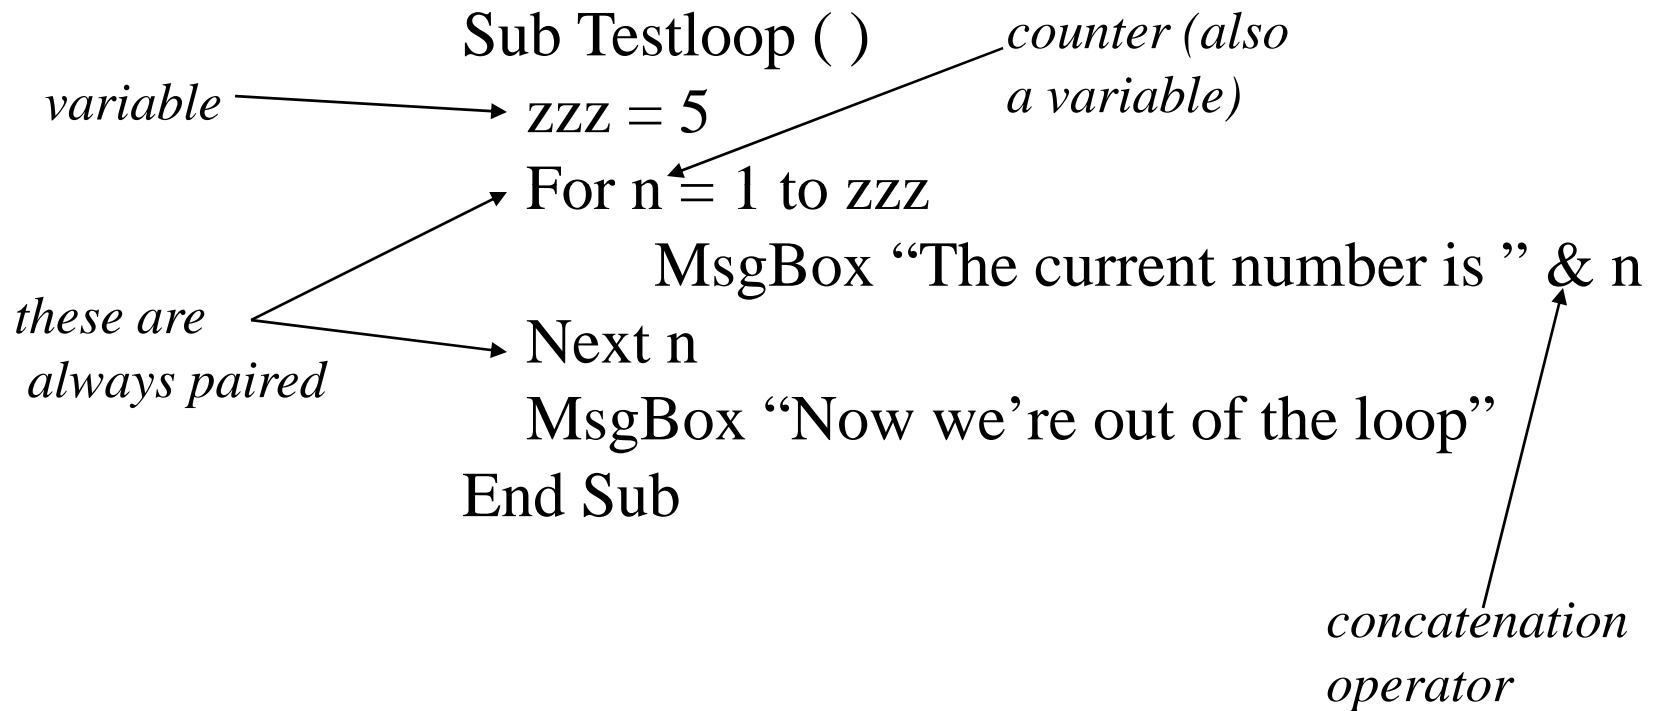 Sub Testloop ( )
counter (also
a variable)
variable
zzz = 5
For n = 1 to zzz
MsgBox “The current number is ” & n
these are
always paired
Next n
MsgBox “Now we’re out of the loop”
End Sub
concatenation
operator